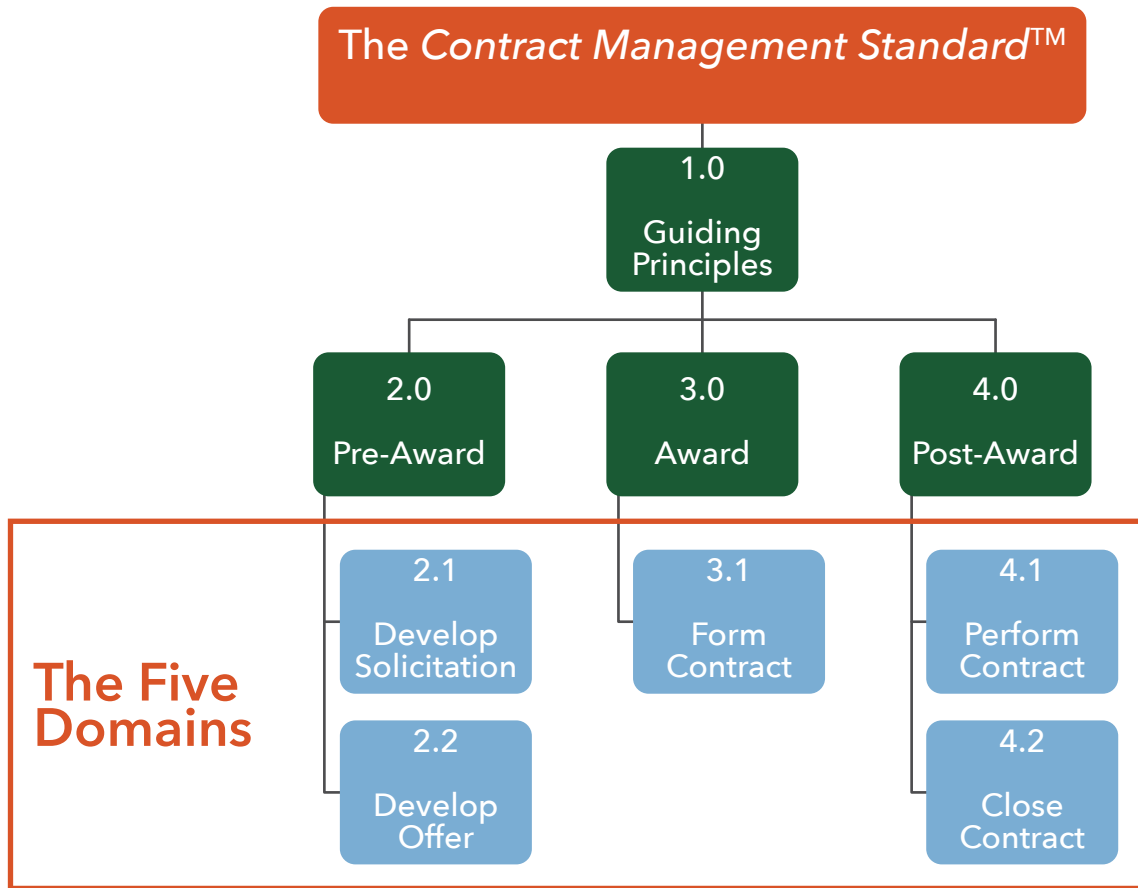 The Contract Management Standard™
1.0
Guiding
Principles
2.0
Pre-Award
3.0
Award
4.0
Post-Award
The Five
Domains
2.1
Develop
Solicitation
3.1
Form
Contract
4.1
Perform
Contract
2.2
Develop
Offer
4.2
Close
Contract